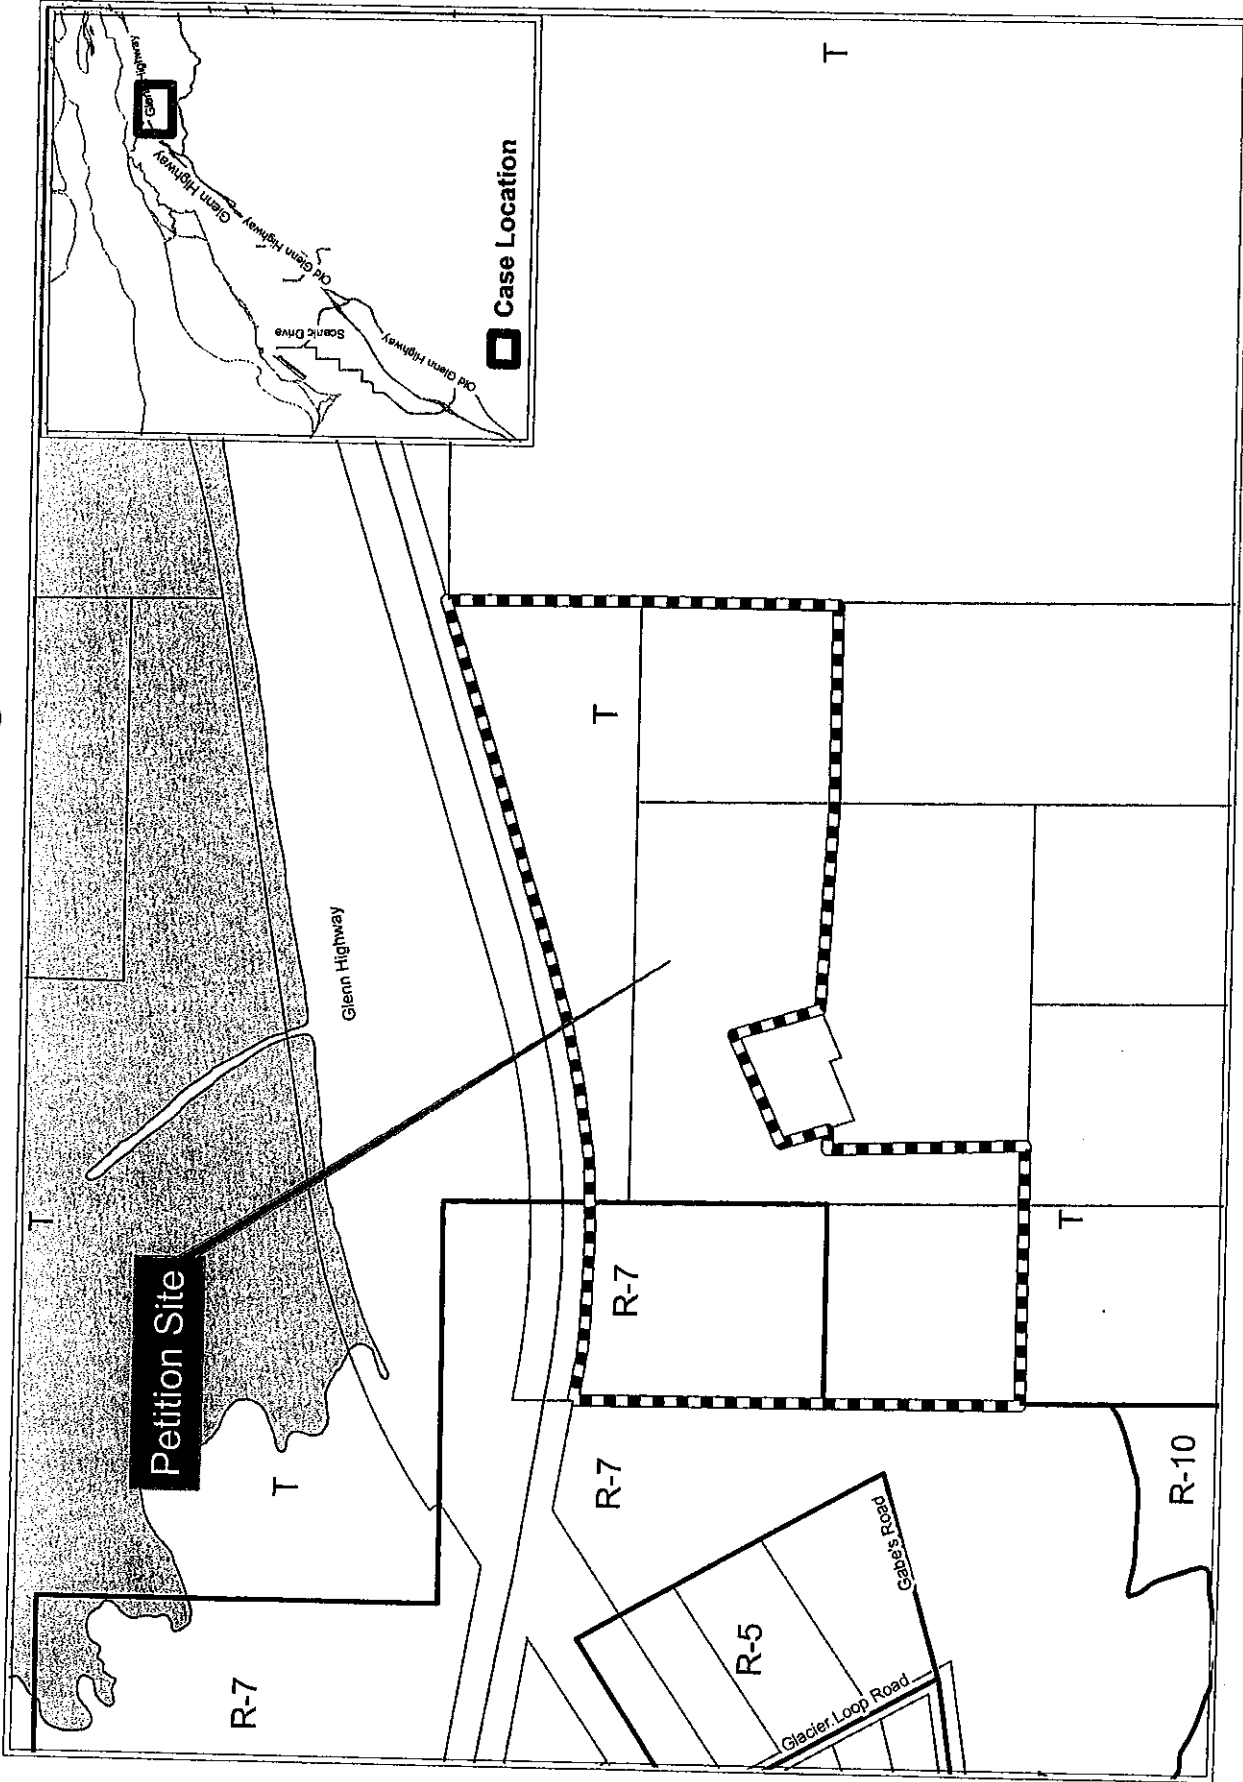 Glenn Highway
Glenn Highway
Old Glenn Highway
Scenic Drive
Old Glenn Highway
Case Location
T
Glenn Highway
T
T
Petition Site
T
R-7
T
R-7
R-10
R-7
R-5
Gabe's Road
Glacier Loop Road